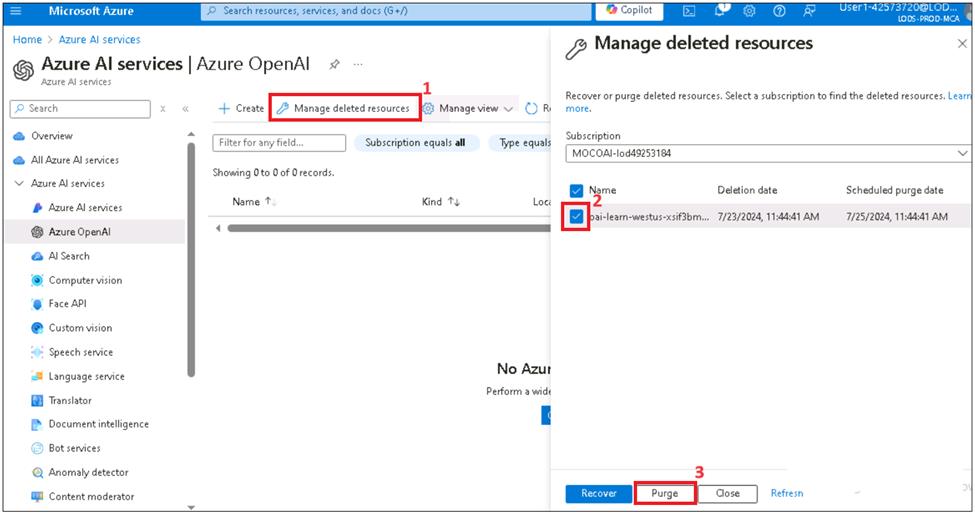 Microsoft Azure
Search resources, services, and docs (G+/)
Copilot
1
User1-42573720@LOD...
LODS-PROD-MCA
Home > Azure AI services
Azure AI services | Azure OpenAI
...
Azure AI services
Search
x
«
Overview
All Azure AI services
Azure AI services
Azure AI services
Azure OpenAI
AI Search
Computer vision
Face API
Custom vision
Speech service
Language service
Translator
Document intelligence
Bot services
Anomaly detector
Content moderator
1
+ Create
Manage deleted resources
Manage view
Filter for any field...
Subscription equals all
Type equals
Showing 0 to 0 of 0 records.
Name ↑↓
Kind ↑↓
Loca
No Azur
Perform a wide
Manage deleted resources
Recover or purge deleted resources. Select a subscription to find the deleted resources. Learn
more.
Subscription
MOCOAI-lod49253184
Name
Deletion date
Scheduled purge date
2
oai-learn-westus-xsif3bm...
7/23/2024, 11:44:41 AM
7/25/2024, 11:44:41 AM
3
Recover
Purge
Close